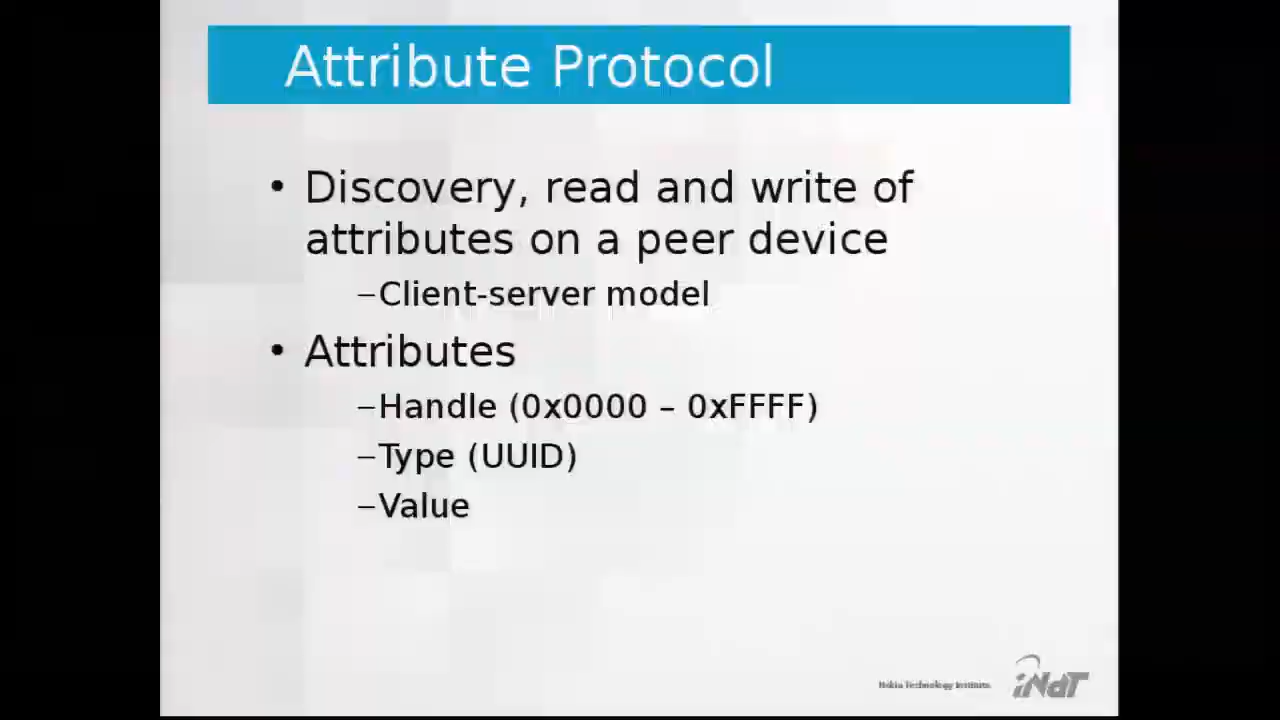 Attribute Protocol
• Discovery, read and write of
attributes on a peer device
–Client-server model
• Attributes
–Handle (0x0000 – 0xFFFF)
–Type (UUID)
–Value
Nokia Technology Institute
iNdT